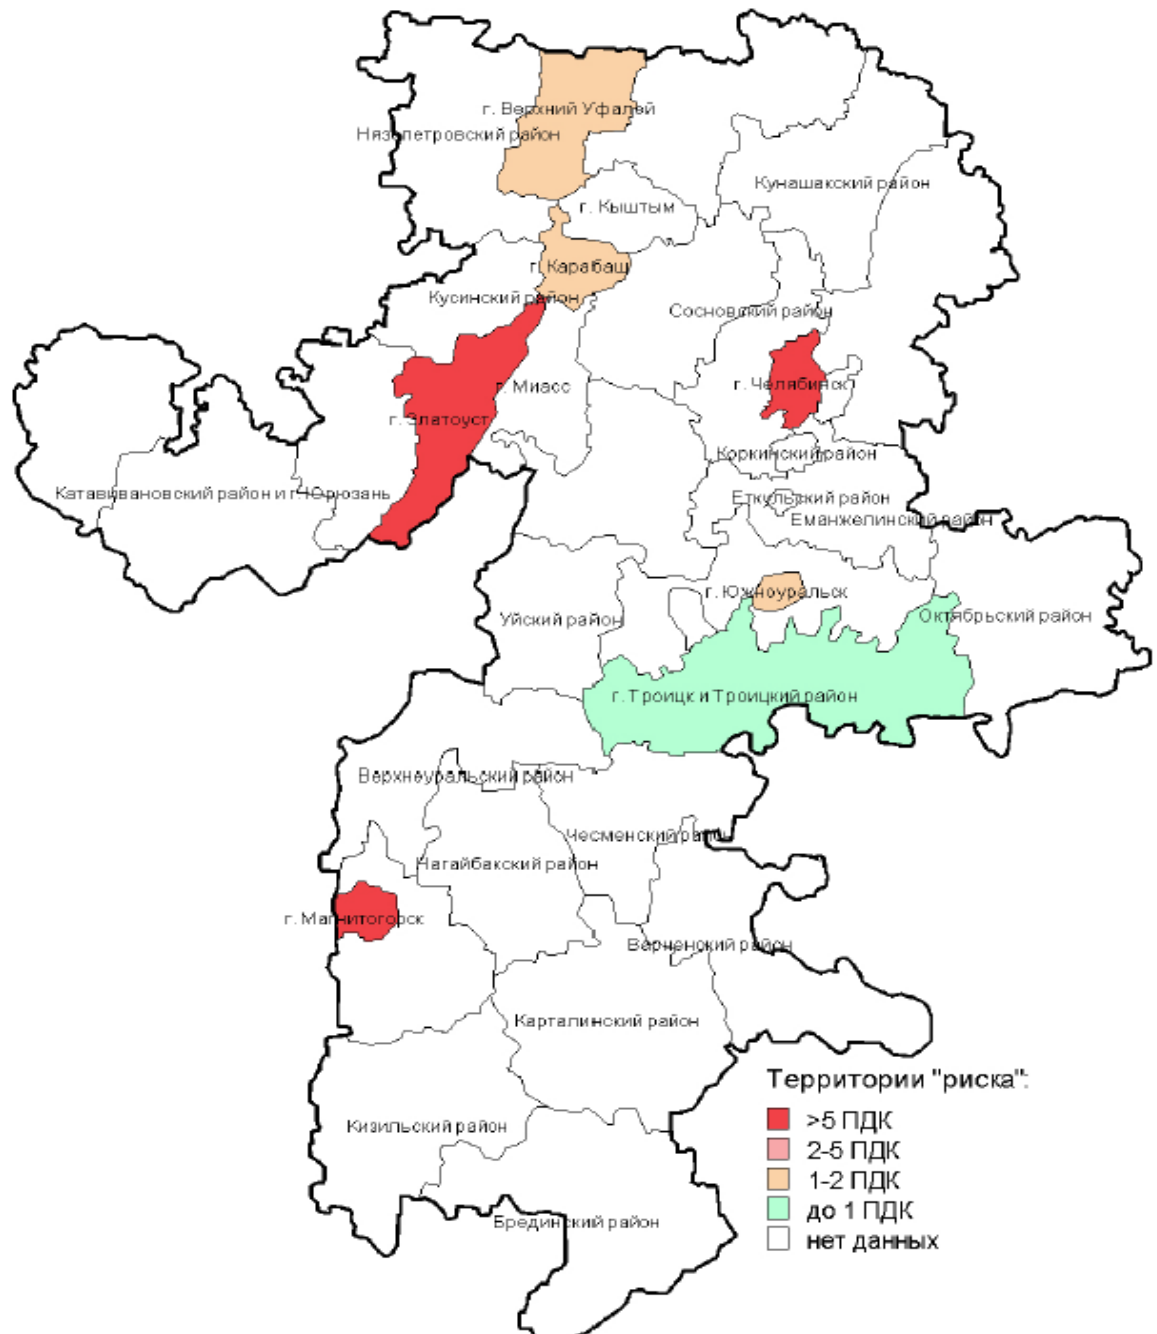 г. Верхний Уфалей
Нязепетровский район
Кунашакский район
г. Кыштым
г. Карабаш
Кусинский район
Сосновский район
г. Миасс
г. Челябинск
г. Златоуст
Коркинский район
Катавивановский район и г. Юрюзань
Еткульский район
Еманжелинский район
г. Южноуральск
Уйский район
Октябрьский район
г. Троицк и Троицкий район
Верхнеуральский район
Чесменский район
Нагайбакский район
г. Магнитогорск
Варненский район
Карталинский район
Территории "риска":
>5 ПДК
2-5 ПДК
1-2 ПДК
до 1 ПДК
нет данных
Кизильский район
Брединский район